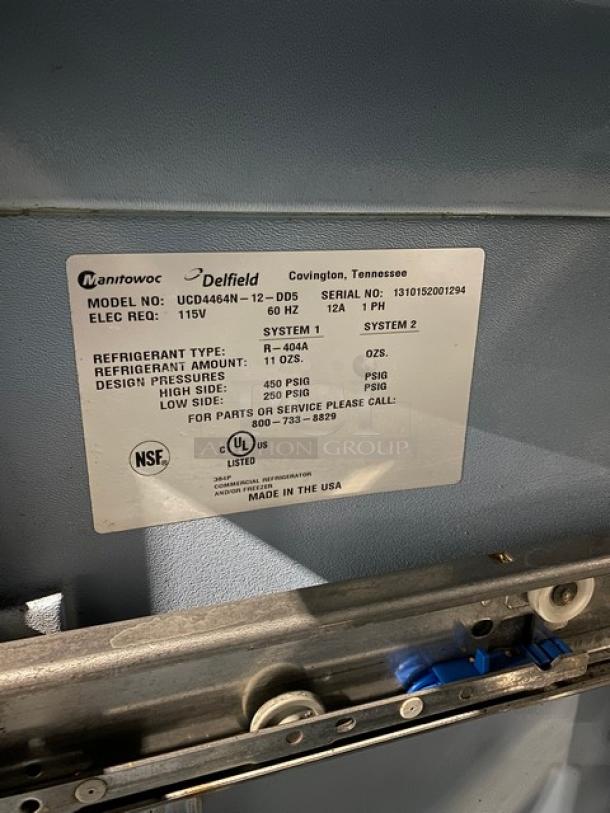 Manitowoc Delfield Covington, Tennessee
MODEL NO: UCD4464N-12-DD5 SERIAL NO: 1310152001294
ELEC REQ: 115V 60 HZ 12A 1 PH
SYSTEM 1 SYSTEM 2
REFRIGERANT TYPE: R-404A
REFRIGERANT AMOUNT: 11 OZS. OZS.
DESIGN PRESSURES
HIGH SIDE: 450 PSIG PSIG
LOW SIDE: 250 PSIG PSIG
FOR PARTS OR SERVICE PLEASE CALL:
800-733-8829
AUCTION GROUP
NSF®
C UL US
LISTED
384P
COMMERCIAL REFRIGERATOR
AND/OR FREEZER
MADE IN THE USA